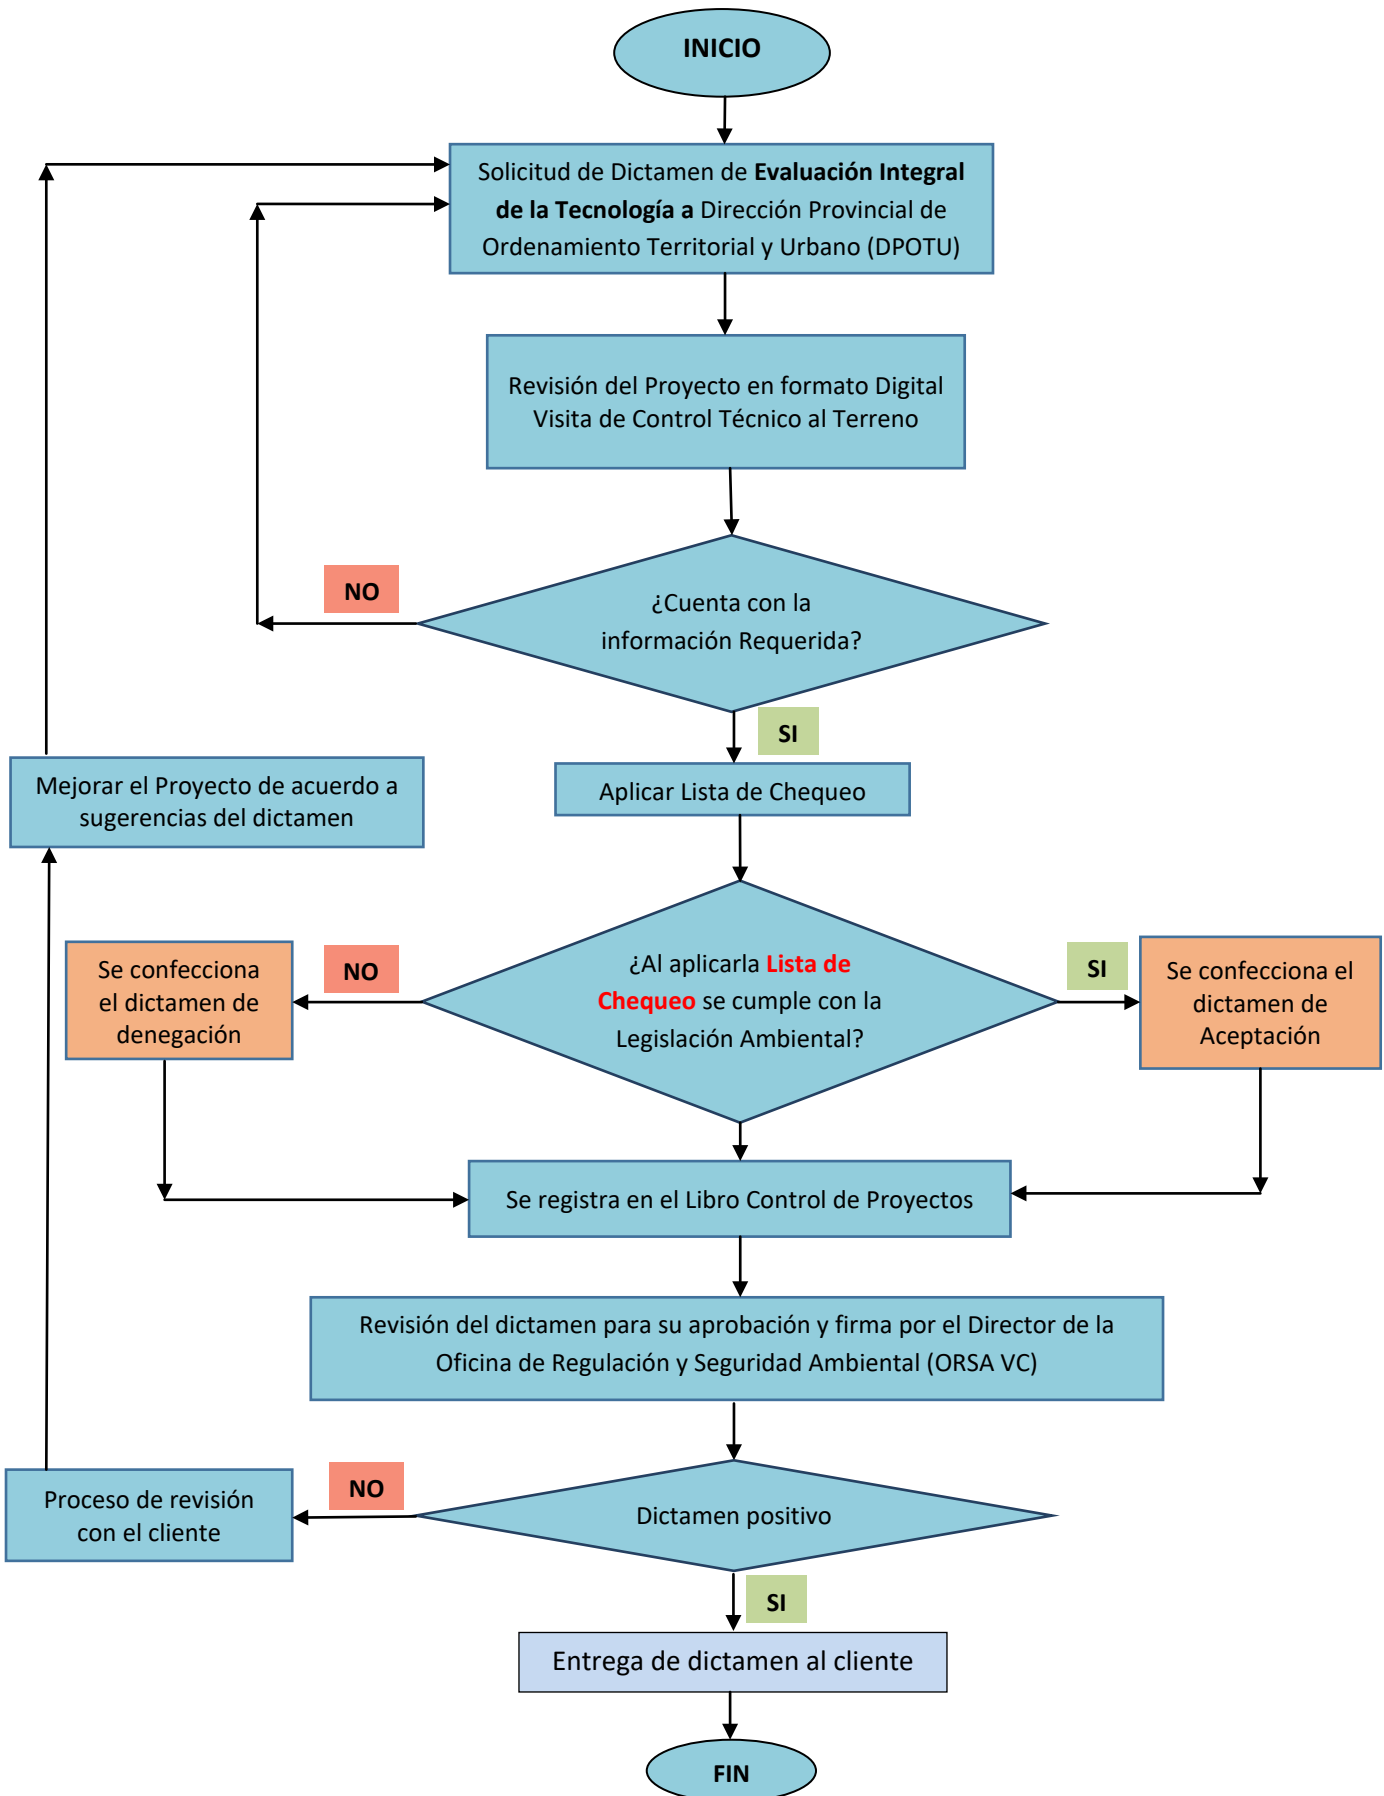 INICIO
Solicitud de Dictamen de Evaluación Integral
de la Tecnología a Dirección Provincial de
Ordenamiento Territorial y Urbano (DPOTU)
Revisión del Proyecto en formato Digital
Visita de Control Técnico al Terreno
NO
¿Cuenta con la
información Requerida?
SI
Mejorar el Proyecto de acuerdo a
sugerencias del dictamen
Aplicar Lista de Chequeo
Se confecciona
el dictamen de
denegación
NO
¿Al aplicarla Lista de
Chequeo se cumple con la
Legislación Ambiental?
SI
Se confecciona el
dictamen de
Aceptación
Se registra en el Libro Control de Proyectos
Revisión del dictamen para su aprobación y firma por el Director de la
Oficina de Regulación y Seguridad Ambiental (ORSA VC)
Proceso de revisión
con el cliente
NO
Dictamen positivo
SI
Entrega de dictamen al cliente
FIN